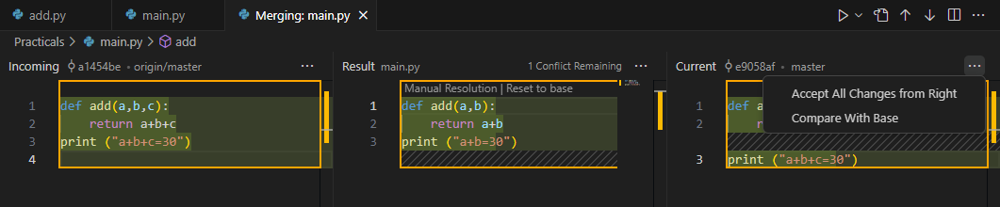 add.py main.py Merging: main.py
Practicals > main.py > add
Incoming a1454be • origin/master ···
1 def add(a,b,c):
2 return a+b+c
3 print ("a+b+c=30")
4
Result main.py 1 Conflict Remaining ···
Manual Resolution | Reset to base
1 def add(a,b):
2 return a+b
3 print ("a+b=30")
Current e9058af • master ···
Accept All Changes from Right
Compare With Base
1 def a
2 r
3 print ("a+b+c=30")